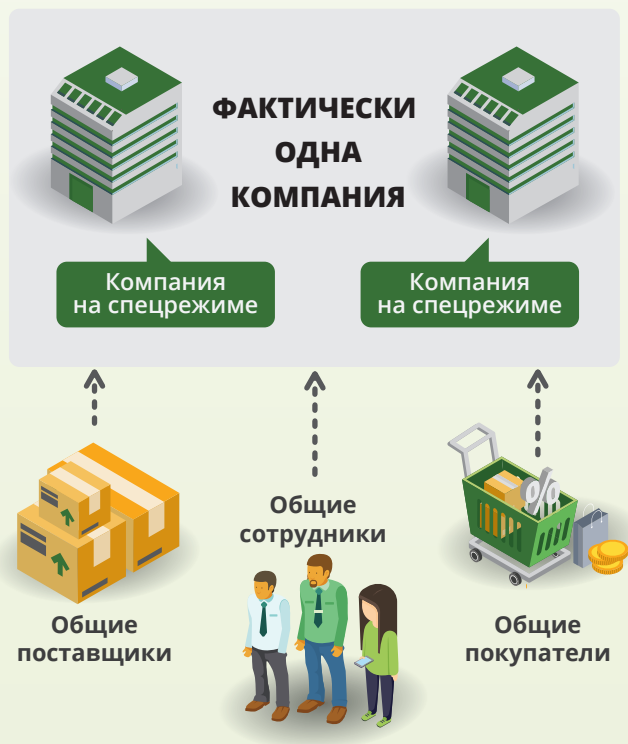 ФАКТИЧЕСКИ
ОДНА
КОМПАНИЯ
Компания
на спецрежиме
Компания
на спецрежиме
Общие
поставщики
Общие
сотрудники
%
Общие
покупатели